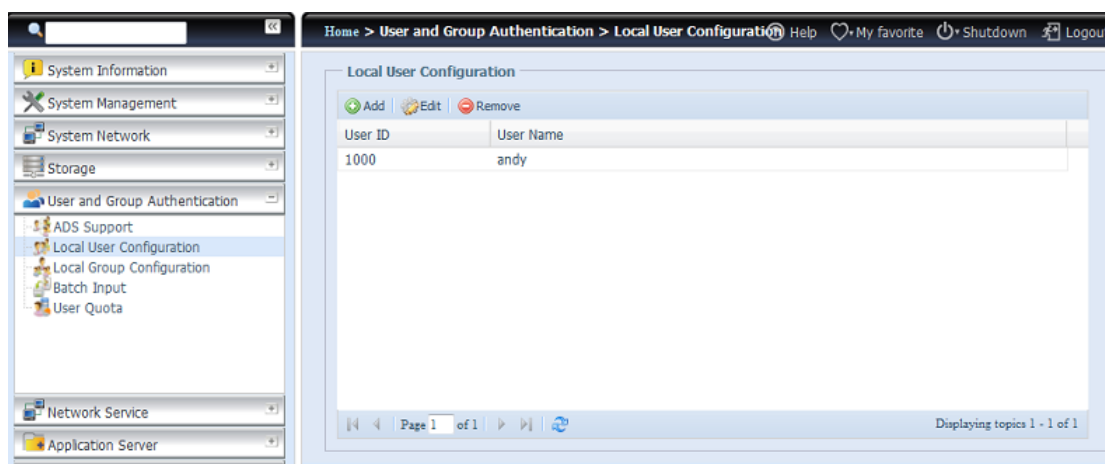 Home > User and Group Authentication > Local User Configuration Help My favorite Shutdown Logou
System Information
System Management
System Network
Storage
User and Group Authentication
ADS Support
Local User Configuration
Local Group Configuration
Batch Input
User Quota
Network Service
Application Server
Local User Configuration
Add Edit Remove
User ID User Name
1000 andy
Page 1 of 1 Displaying topics 1 - 1 of 1